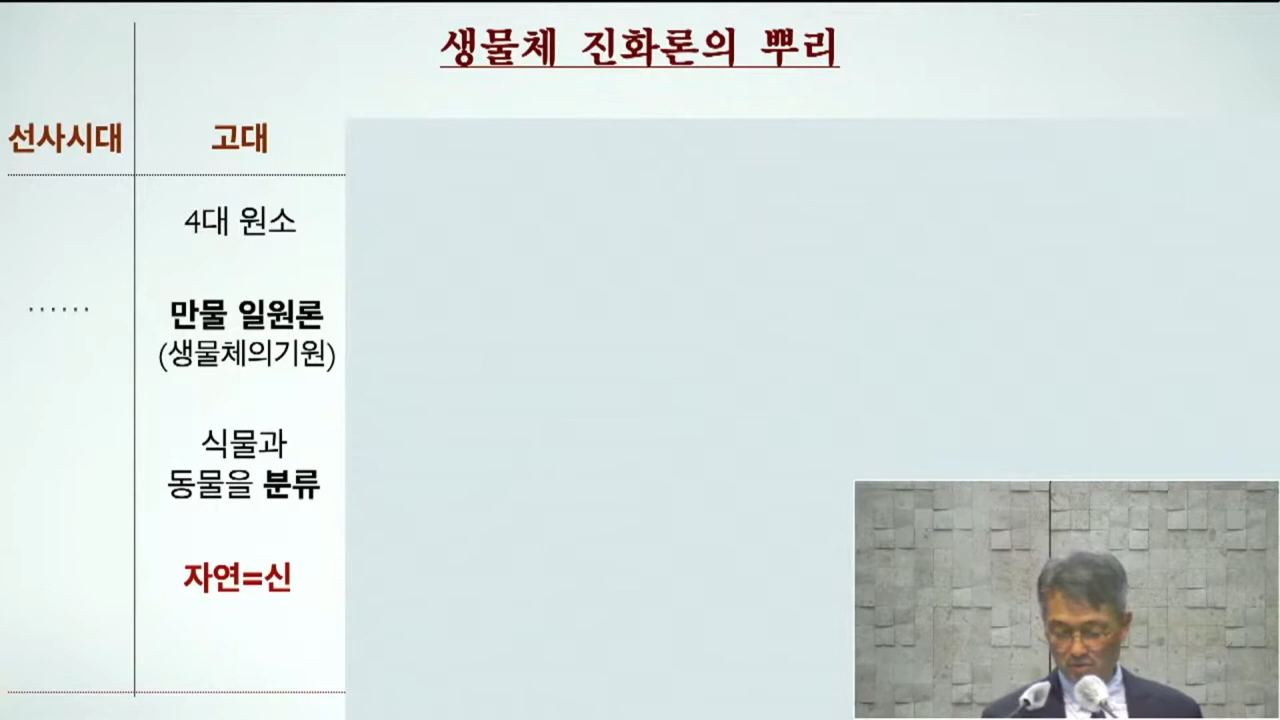 생물체 진화론의 뿌리
선사시대
고대
4대 원소
......
만물 일원론
(생물체의기원)
식물과
동물을 분류
자연=신